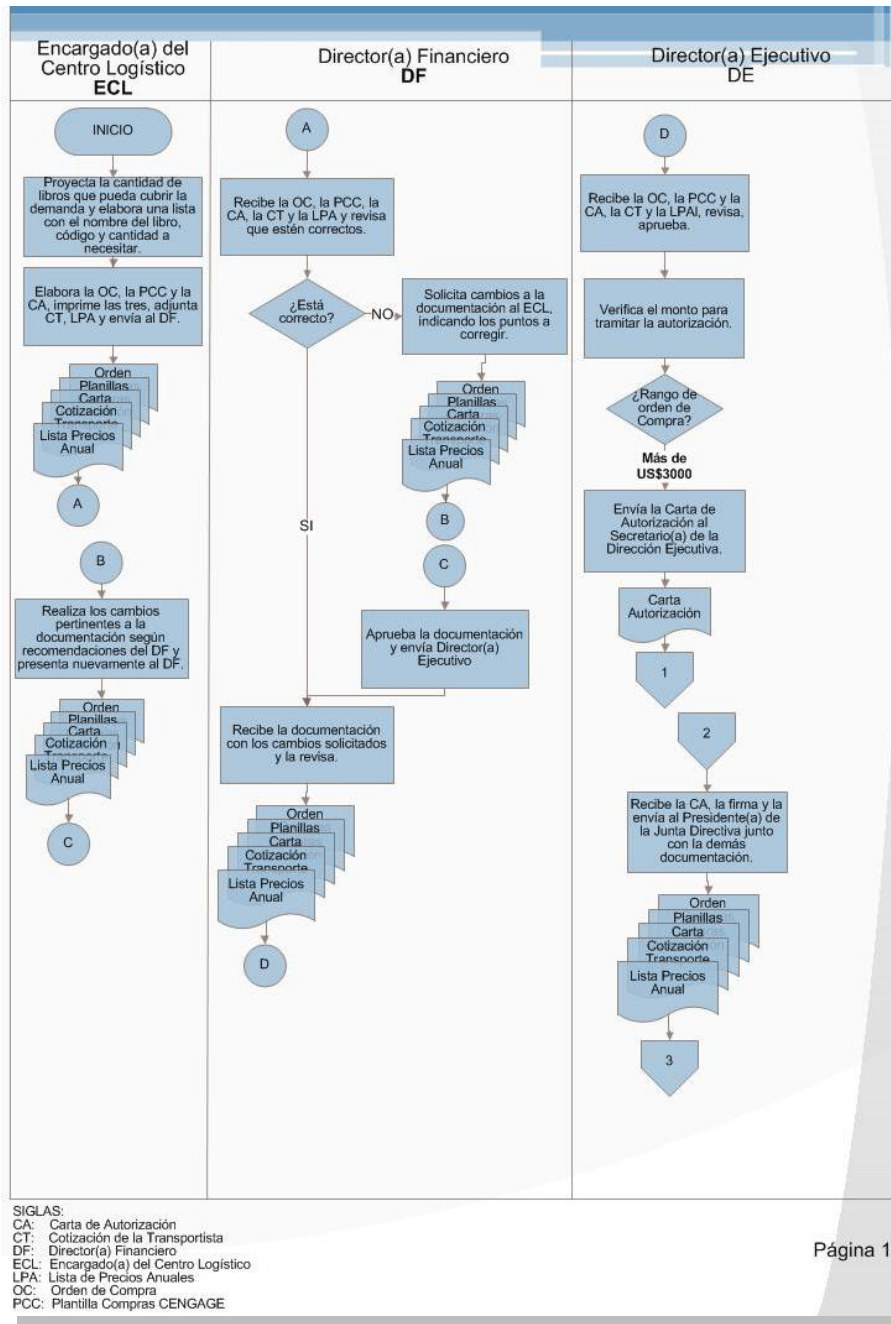 Encargado(a) del
Centro Logístico
ECL
INICIO
Proyecta la cantidad de
libros que pueda cubrir la
demanda y elabora una lista
con el nombre del libro,
código y cantidad a
necesitar.
Elabora la OC, la PCC y la
CA, imprime las tres, adjunta
CT, LPA y envía al DF.
Orden
Planillas
Carta
Cotización
Transporte
Lista Precios
Anual
A
B
Realiza los cambios
pertinentes a la
documentación según
recomendaciones del DF y
presenta nuevamente al DF.
Orden
Planillas
Carta
Cotización
Transporte
Lista Precios
Anual
C
Director(a) Financiero
DF
A
Recibe la OC, la PCC, la
CA, la CT y la LPA y revisa
que estén correctos.
¿Está
correcto?
NO
Solicita cambios a la
documentación al ECL,
indicando los puntos a
corregir.
Orden
Planillas
Carta
Cotización
Transporte
Lista Precios
Anual
B
SI
C
Aprueba la documentación
y envía Director(a)
Ejecutivo
Recibe la documentación
con los cambios solicitados
y la revisa.
Orden
Planillas
Carta
Cotización
Transporte
Lista Precios
Anual
D
Director(a) Ejecutivo
DE
D
Recibe la OC, la PCC y la
CA, la CT y la LPAI, revisa,
aprueba.
Verifica el monto para
tramitar la autorización.
¿Rango de
orden de
Compra?
Más de
US$3000
Envía la Carta de
Autorización al
Secretario(a) de la
Dirección Ejecutiva.
Carta
Autorización
1
2
Recibe la CA, la firma y la
envía al Presidente(a) de
la Junta Directiva junto
con la demás
documentación.
Orden
Planillas
Carta
Cotización
Transporte
Lista Precios
Anual
3
SIGLAS:
CA: Carta de Autorización
CT: Cotización de la Transportista
DF: Director(a) Financiero
ECL: Encargado(a) del Centro Logístico
LPA: Lista de Precios Anuales
OC: Orden de Compra
PCC: Plantilla Compras CENGAGE
Página 1